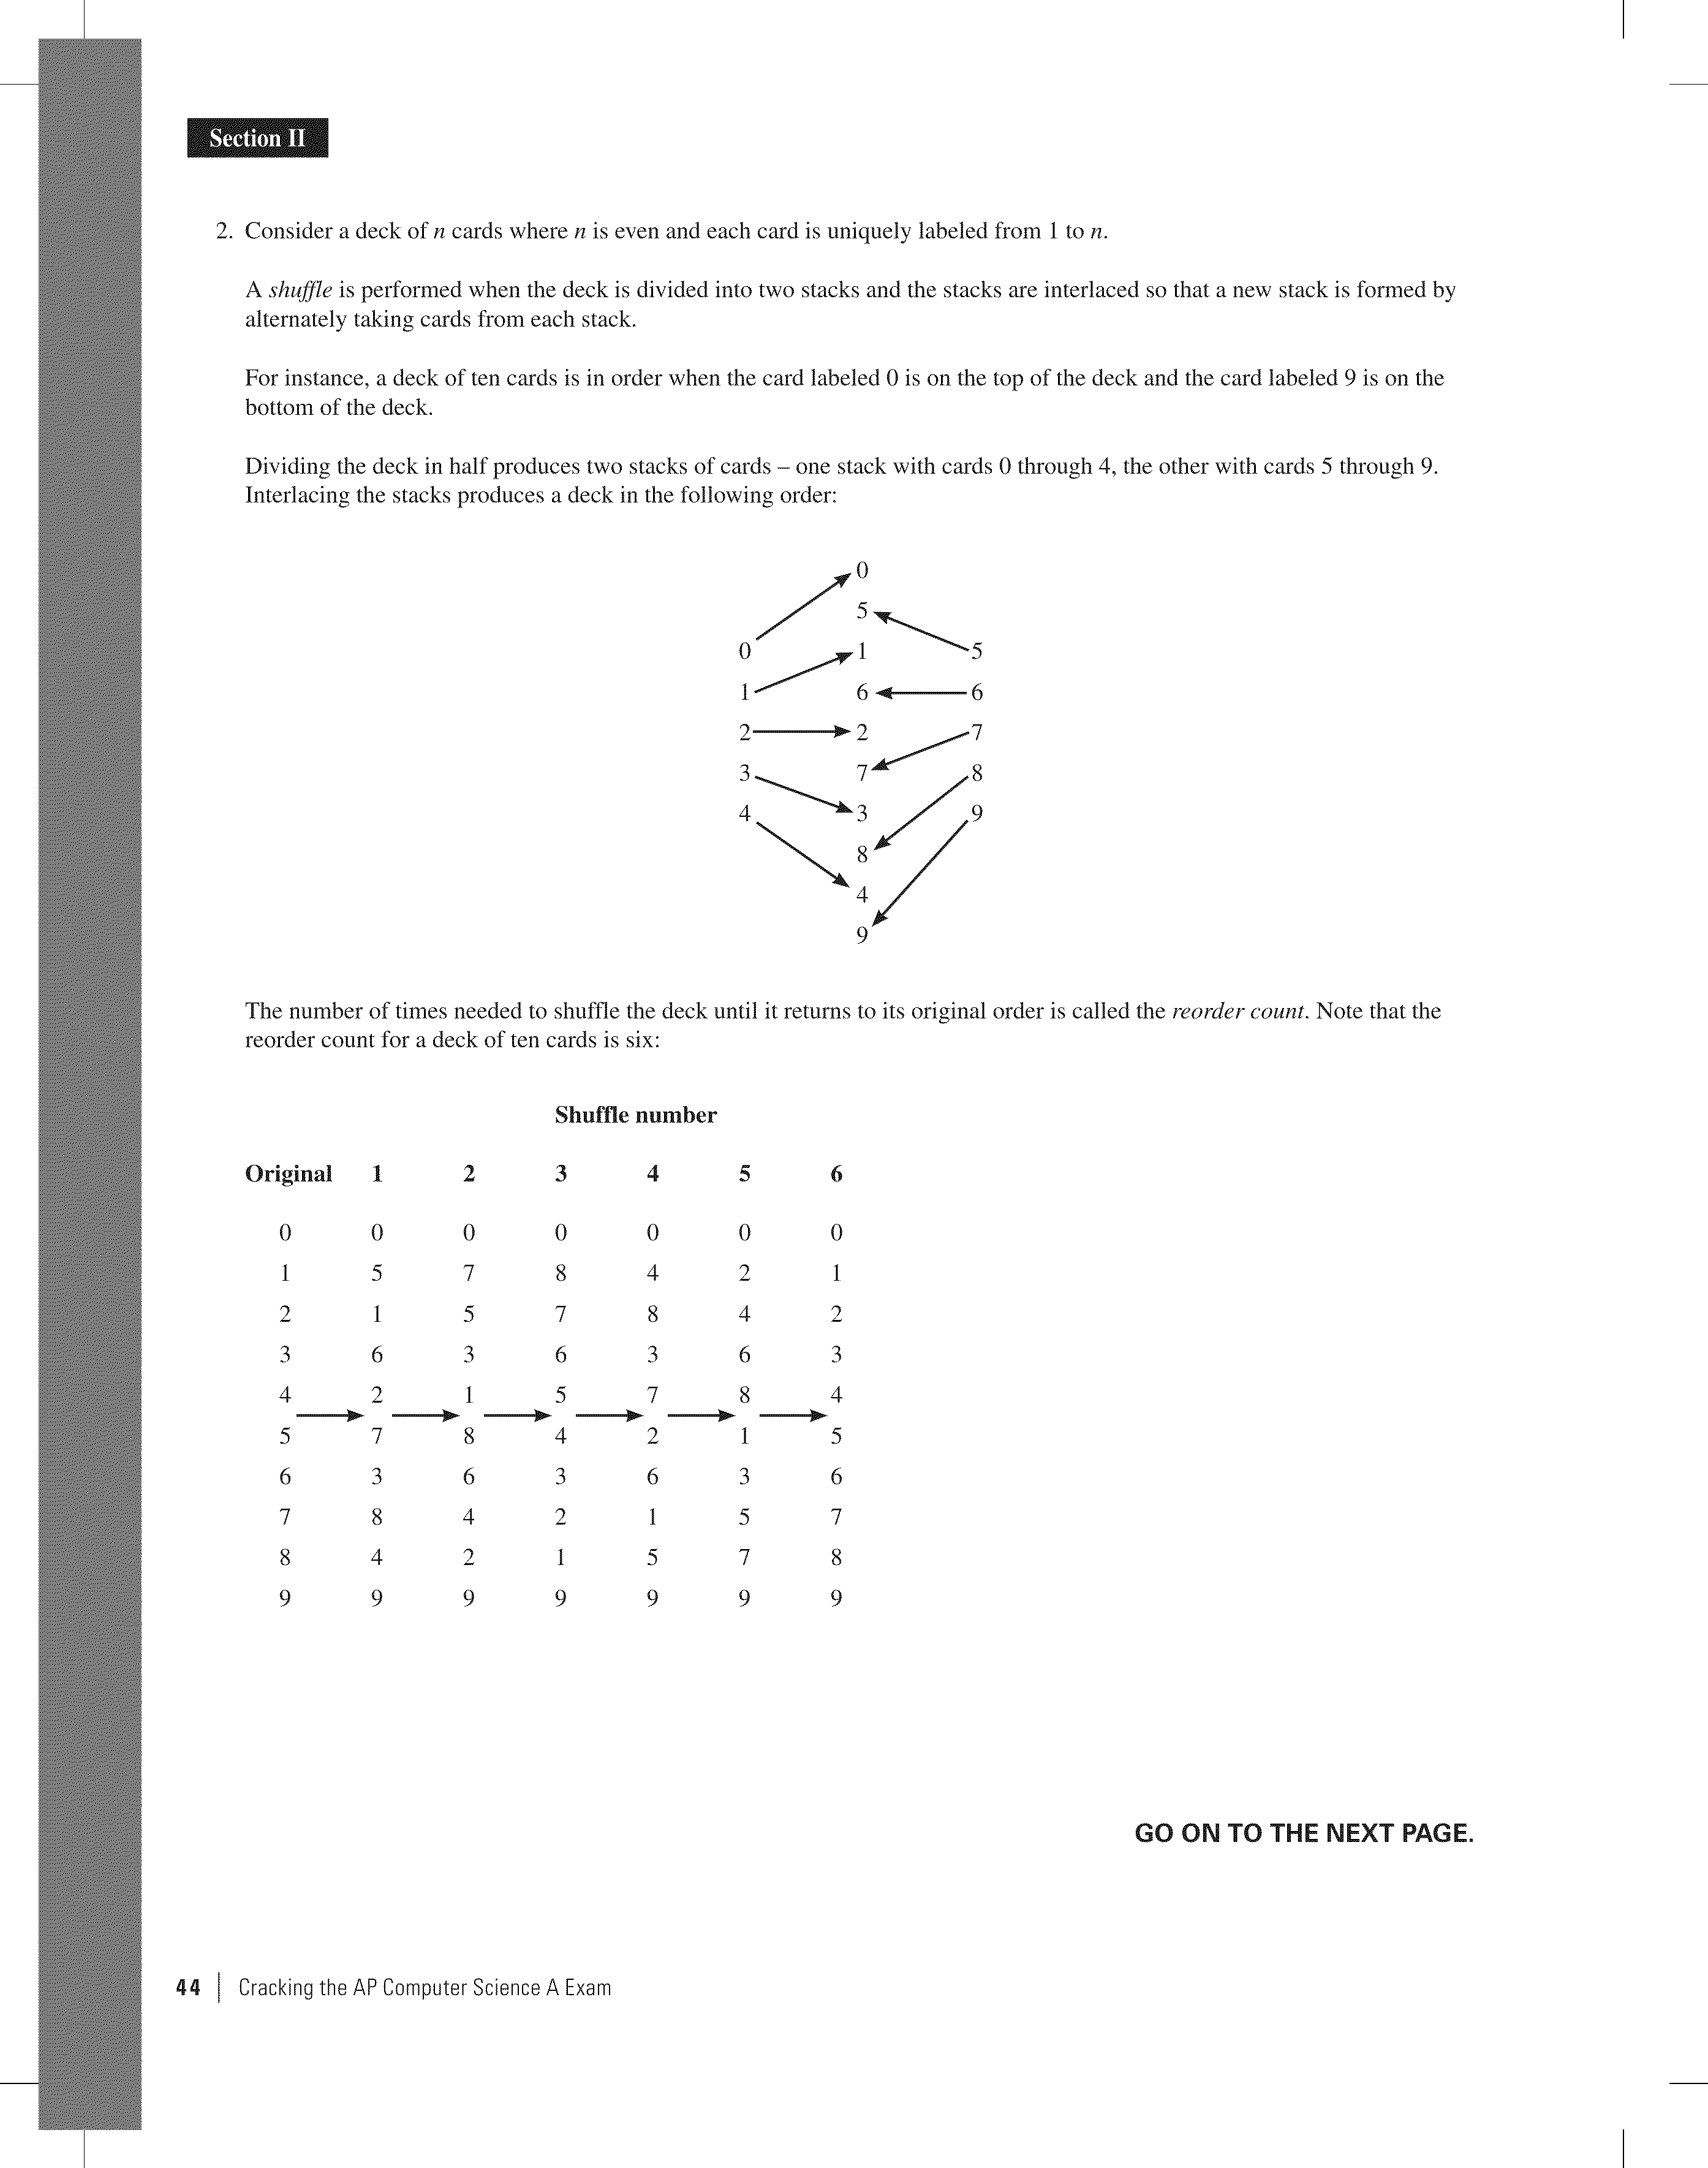 Section II
2. Consider a deck of n cards where n is even and each card is uniquely labeled from 1 to n.
A shuffle is performed when the deck is divided into two stacks and the stacks are interlaced so that a new stack is formed by
alternately taking cards from each stack.
For instance, a deck of ten cards is in order when the card labeled 0 is on the top of the deck and the card labeled 9 is on the
bottom of the deck.
Dividing the deck in half produces two stacks of cards – one stack with cards 0 through 4, the other with cards 5 through 9.
Interlacing the stacks produces a deck in the following order:
0
5
0 1 5
1 6 6
2 2 7
3 7 8
4 3 9
8
4
9
The number of times needed to shuffle the deck until it returns to its original order is called the reorder count. Note that the
reorder count for a deck of ten cards is six:
Shuffle number
Original 1 2 3 4 5 6
0 0 0 0 0 0 0
1 5 7 8 4 2 1
2 1 5 7 8 4 2
3 6 3 6 3 6 3
4 2 1 5 7 8 4
5 7 8 4 2 1 5
6 3 6 3 6 3 6
7 8 4 2 1 5 7
8 4 2 1 5 7 8
9 9 9 9 9 9 9
GO ON TO THE NEXT PAGE.
44 | Cracking the AP Computer Science A Exam